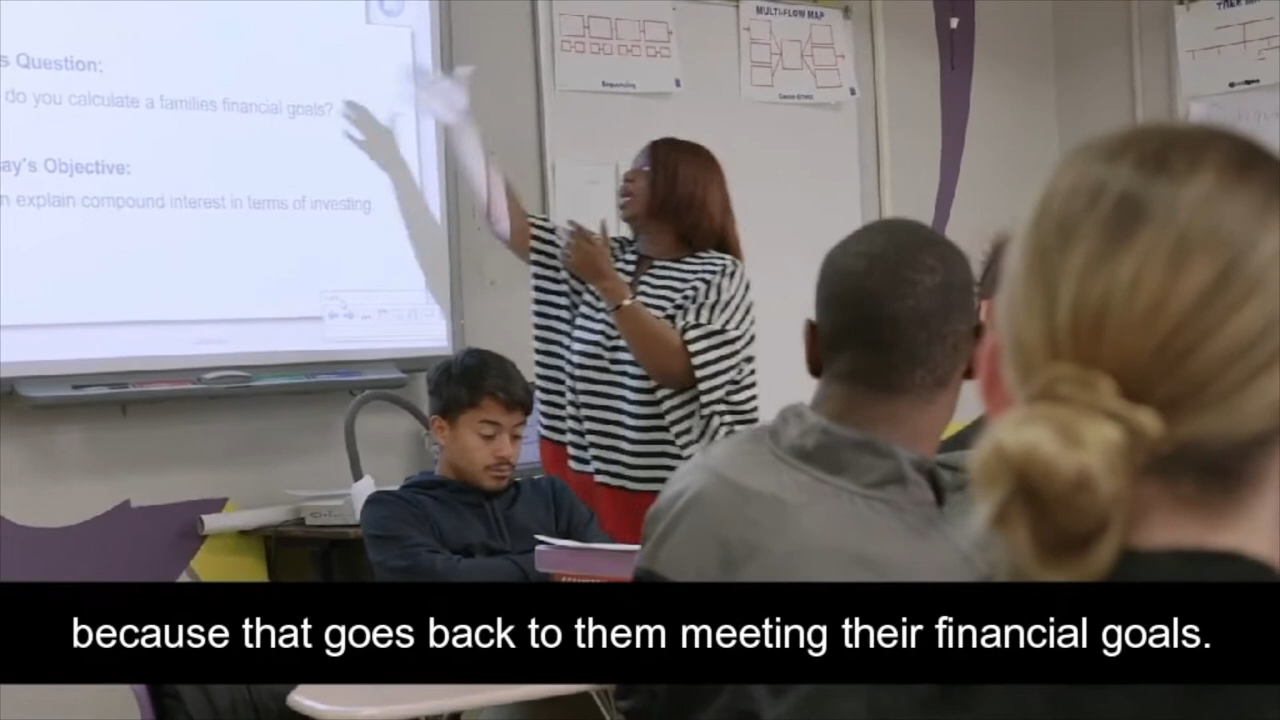 s Question:
do you calculate a families financial goals?
ay's Objective:
n explain compound interest in terms of investing.
Sequencing
MULTI-FLOW MAP
because that goes back to them meeting their financial goals.